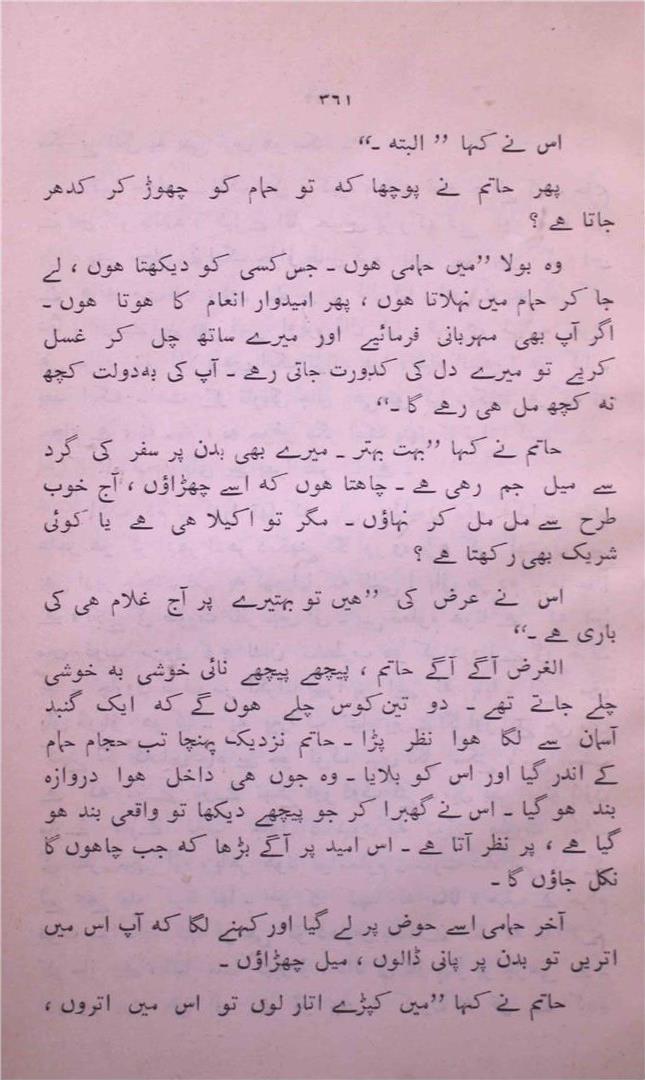 ۳۶۱
اس نے کہا ”البتہ ۔“
پھر حاتم نے پوچھا کہ تو حمام کو چھوڑ کر کدھر
جاتا ہے ؟
وہ بولا ”میں حمامی ہوں ۔ جس کسی کو دیکھتا ہوں ، لے
جا کر حمام میں نہلاتا ہوں ، پھر امیدوار انعام کا ہوتا ہوں ۔
اگر آپ بھی مہربانی فرمائیے اور میرے ساتھ چل کر غسل
کریے تو میرے دل کی کدورت جاتی رہے ۔ آپ کی بہ دولت کچھ
نہ کچھ مل ہی رہے گا ۔“
حاتم نے کہا ”بہت بہتر ۔ میرے بھی بدن پر سفر کی گرد
سے میل جم رہی ہے ۔ چاہتا ہوں کہ اسے چھڑاؤں ، آج خوب
طرح سے مل مل کر نہاؤں ۔ مگر تو اکیلا ہی ہے یا کوئی
شریک بھی رکھتا ہے ؟
اس نے عرض کی ”ہیں تو بہتیرے پر آج غلام ہی کی
باری ہے ۔“
الغرض آگے آگے حاتم ، پیچھے پیچھے نائی خوشی بہ خوشی
چلے جاتے تھے ۔ دو تین کوس چلے ہوں گے کہ ایک گنبد
آسمان سے لگا ہوا نظر پڑا ۔ حاتم نزدیک پہنچا تب حجام حمام
کے اندر گیا اور اس کو بلایا ۔ وہ جوں ہی داخل ہوا دروازہ
بند ہو گیا ۔ اس نے گھبرا کر جو پیچھے دیکھا تو واقعی بند ہو
گیا ہے ، پر نظر آتا ہے ۔ اس امید پر آگے بڑھا کہ جب چاہوں گا
نکل جاؤں گا ۔
آخر حمامی اسے حوض پر لے گیا اور کہنے لگا کہ آپ اس میں
اتریں تو بدن پر پانی ڈالوں ، میل چھڑاؤں ۔
حاتم نے کہا ”میں کپڑے اتار لوں تو اس میں اتروں ،